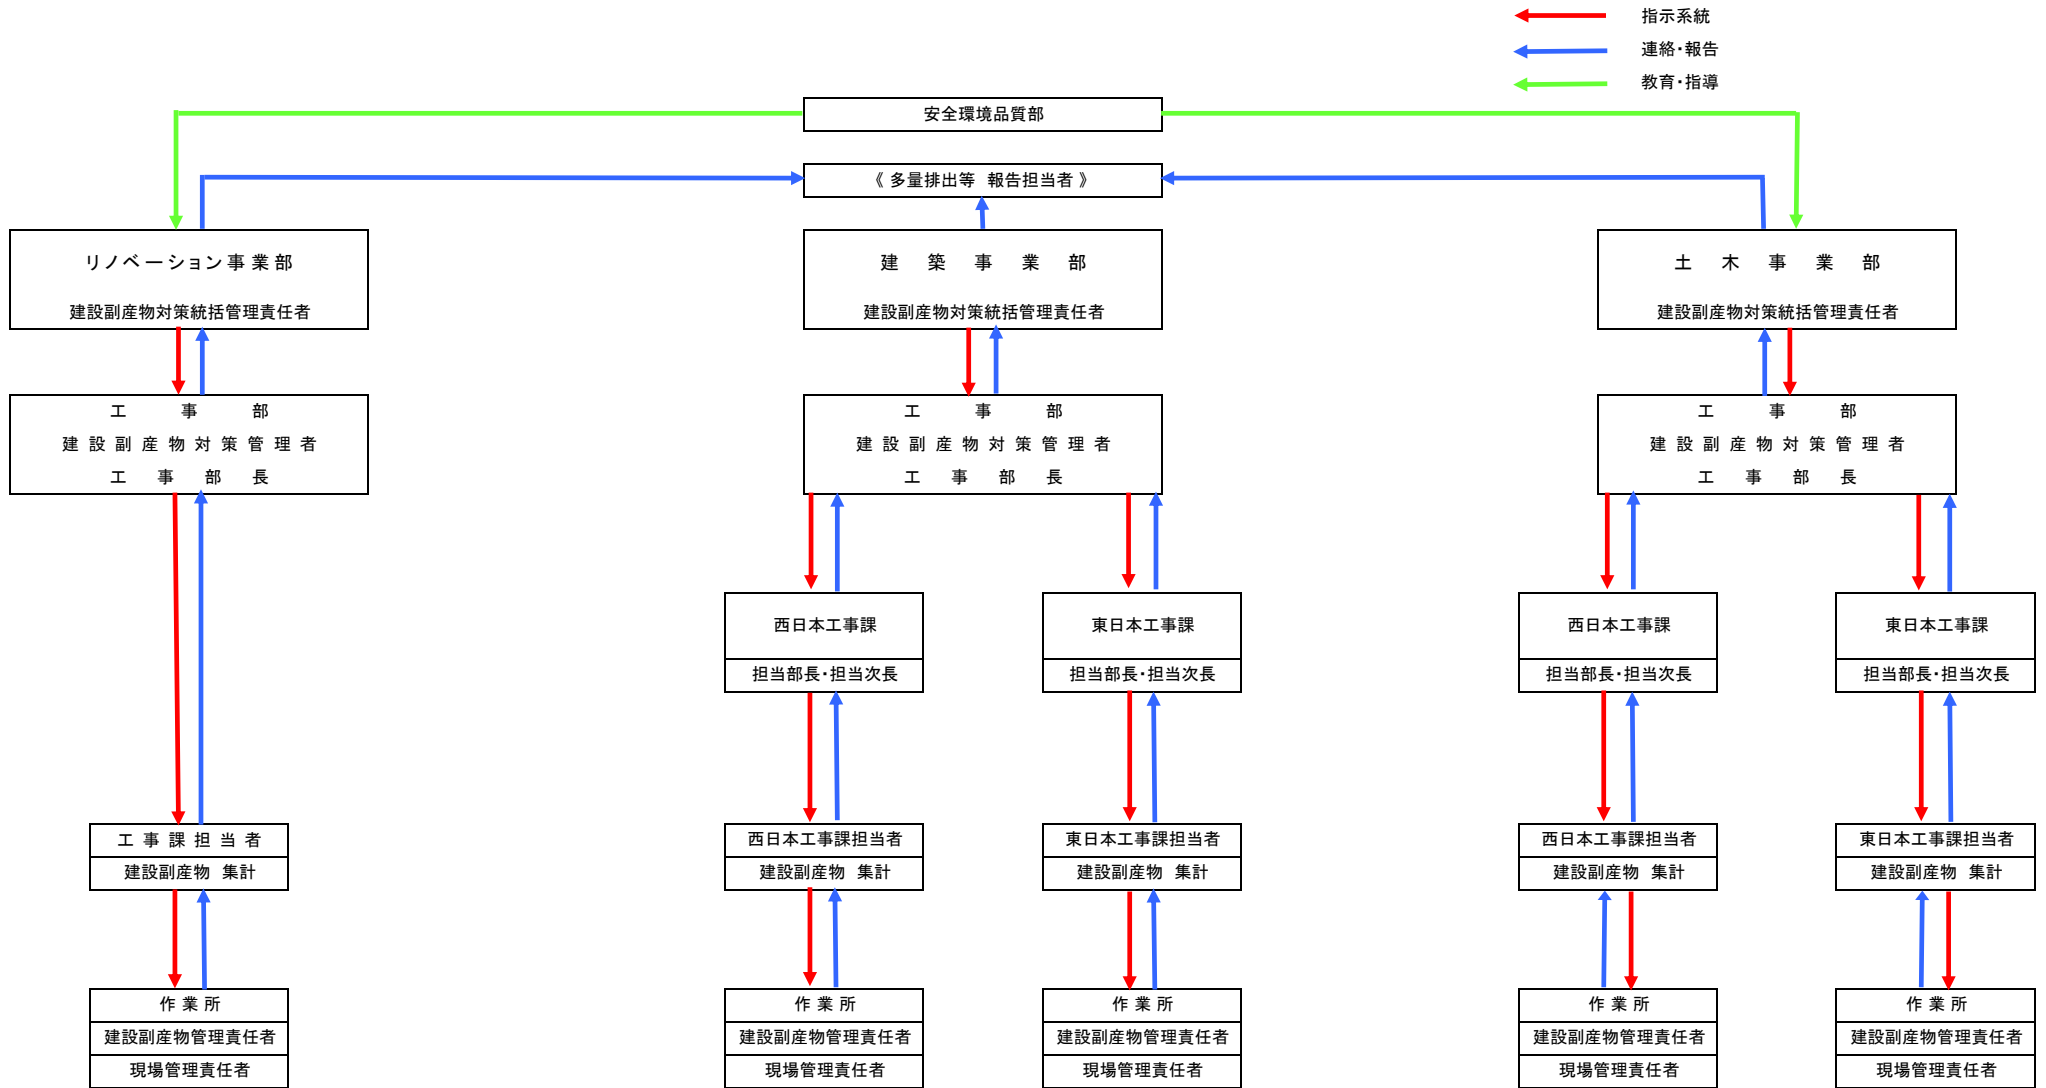 指示系統
連絡・報告
教育・指導
安全環境品質部
《 多量排出等 報告担当者 》
リノベーション事業部
建設副産物対策統括管理責任者
建築事業部
建設副産物対策統括管理責任者
土木事業部
建設副産物対策統括管理責任者
工事部
建設副産物対策管理者
工事部長
工事部
建設副産物対策管理者
工事部長
工事部
建設副産物対策管理者
工事部長
西日本工事課
担当部長・担当次長
東日本工事課
担当部長・担当次長
西日本工事課
担当部長・担当次長
東日本工事課
担当部長・担当次長
工事課担当者
建設副産物 集計
西日本工事課担当者
建設副産物 集計
東日本工事課担当者
建設副産物 集計
西日本工事課担当者
建設副産物 集計
東日本工事課担当者
建設副産物 集計
作業所
建設副産物管理責任者
現場管理責任者
作業所
建設副産物管理責任者
現場管理責任者
作業所
建設副産物管理責任者
現場管理責任者
作業所
建設副産物管理責任者
現場管理責任者
作業所
建設副産物管理責任者
現場管理責任者